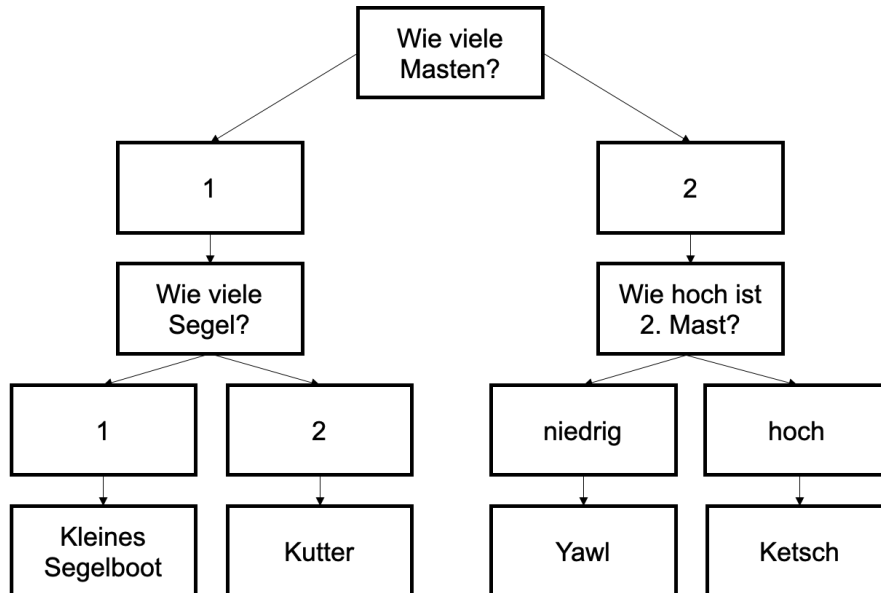 Wie viele
Masten?
1
2
Wie viele
Segel?
Wie hoch ist
2. Mast?
1
2
niedrig
hoch
Kleines
Segelboot
Kutter
Yawl
Ketsch